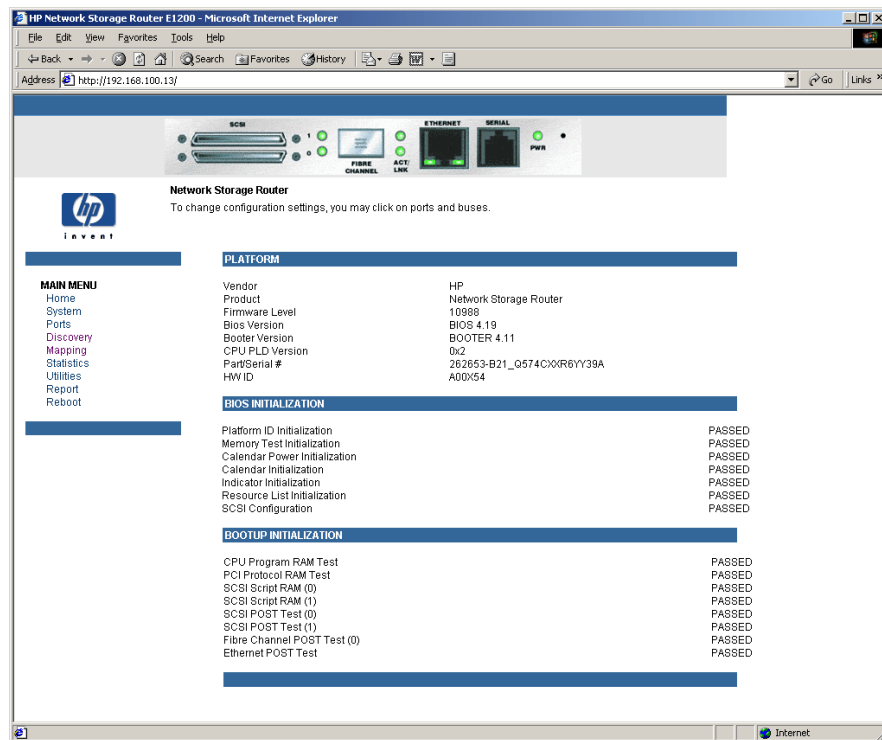 HP Network Storage Router E1200 - Microsoft Internet Explorer
File Edit View Favorites Tools Help
Back Search Favorites History
Address http://192.168.100.13/ Go Links »
SCSI ETHERNET SERIAL
1
0
PWR
FIBRE CHANNEL
ACT/ LNK
hp
invent
Network Storage Router
To change configuration settings, you may click on ports and buses.
MAIN MENU
Home
System
Ports
Discovery
Mapping
Statistics
Utilities
Report
Reboot
PLATFORM
Vendor HP
Product Network Storage Router
Firmware Level 10988
Bios Version BIOS 4.19
Booter Version BOOTER 4.11
CPU PLD Version 0x2
Part/Serial # 262653-B21_Q574CXXR6YY39A
HW ID A00X54
BIOS INITIALIZATION
Platform ID Initialization PASSED
Memory Test Initialization PASSED
Calendar Power Initialization PASSED
Calendar Initialization PASSED
Indicator Initialization PASSED
Resource List Initialization PASSED
SCSI Configuration PASSED
BOOTUP INITIALIZATION
CPU Program RAM Test PASSED
PCI Protocol RAM Test PASSED
SCSI Script RAM (0) PASSED
SCSI Script RAM (1) PASSED
SCSI POST Test (0) PASSED
SCSI POST Test (1) PASSED
Fibre Channel POST Test (0) PASSED
Ethernet POST Test PASSED
Internet